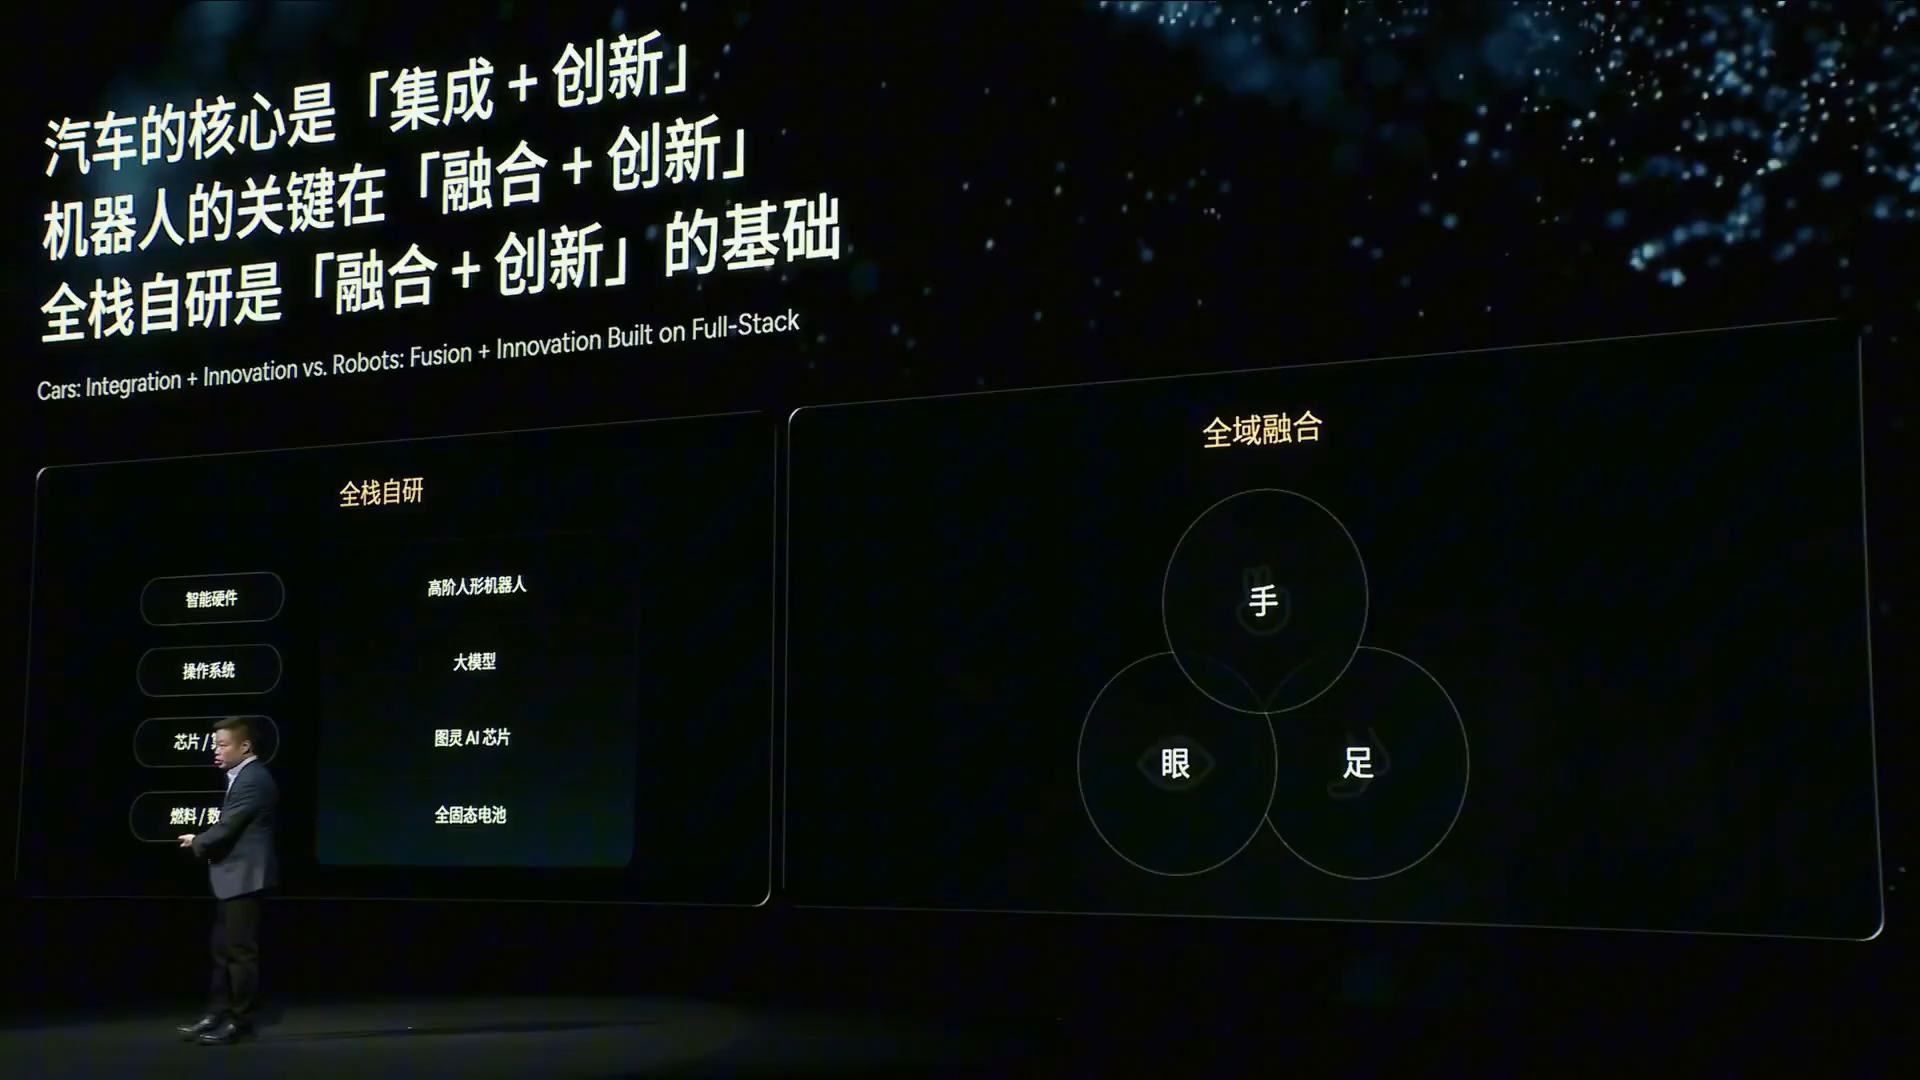 汽车的核心是「集成 + 创新」
机器人的关键在「融合 + 创新」
全栈自研是「融合 + 创新」的基础
Cars: Integration + Innovation vs. Robots: Fusion + Innovation Built on Full-Stack
全栈自研
智能硬件
高阶人形机器人
操作系统
大模型
芯片 /
图灵 AI 芯片
燃料 / 数
全固态电池
全域融合
手
眼
足